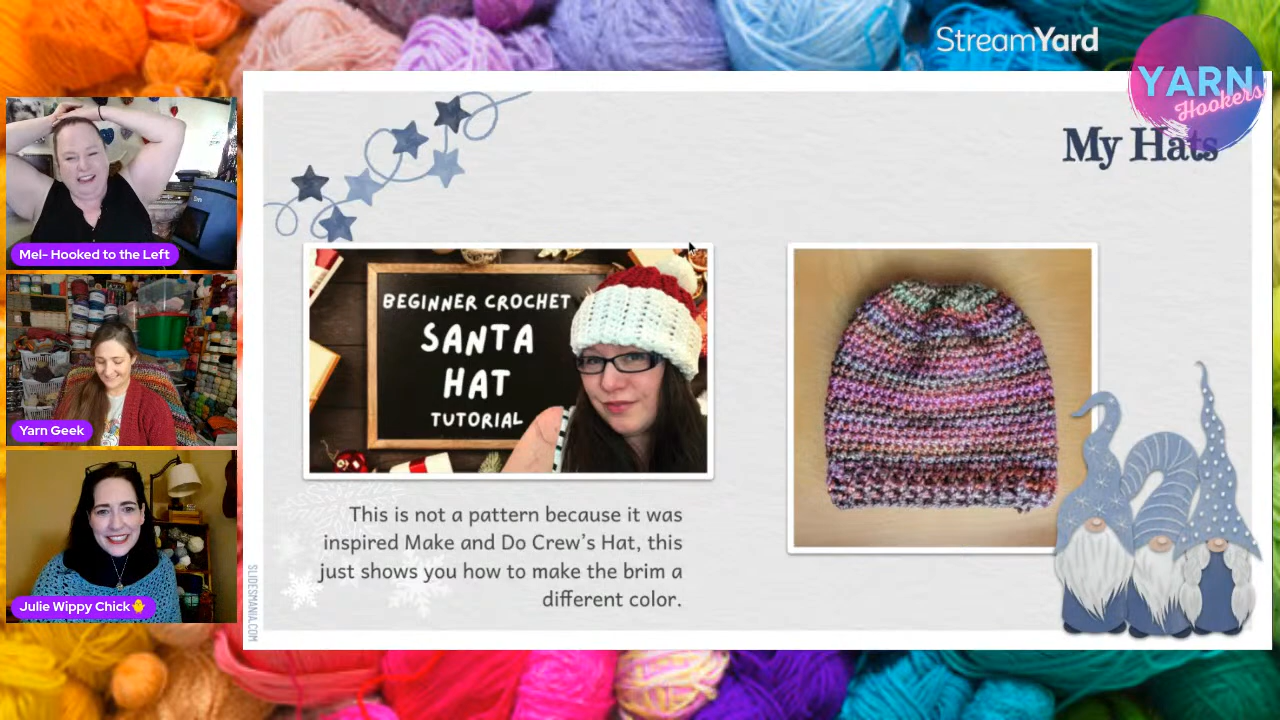 StreamYard
YARN
Hookers
My Hats
Mel- Hooked to the Left
Yarn Geek
Julie Wippy Chick🐥
BEGINNER CROCHET
SANTA
HAT
TUTORIAL
This is not a pattern because it was
inspired Make and Do Crew's Hat, this
just shows you how to make the brim a
different color.
SLIDESMANIA.COM